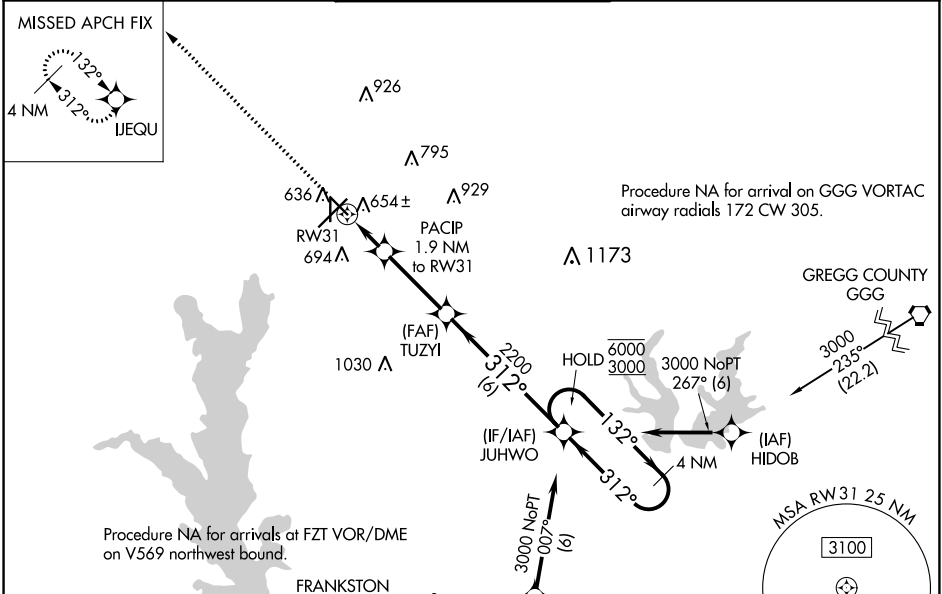 MISSED APCH FIX
132°
312°
4 NM
IJEQU
926
795
929
636
654±
RW31
694
PACIP
1.9 NM
to RW31
Procedure NA for arrival on GGG VORTAC
airway radials 172 CW 305.
1173
GREGG COUNTY
GGG
3000
235°
(22.2)
(FAF)
TUZYI
1030
2200
312°
(6)
HOLD
6000
3000
3000 NoPT
267° (6)
132°
312°
4 NM
(IF/IAF)
JUHWO
(IAF)
HIDOB
3000 NoPT
007°
(6)
Procedure NA for arrivals at FZT VOR/DME
on V569 northwest bound.
FRANKSTON
MSA RW31 25 NM
3100